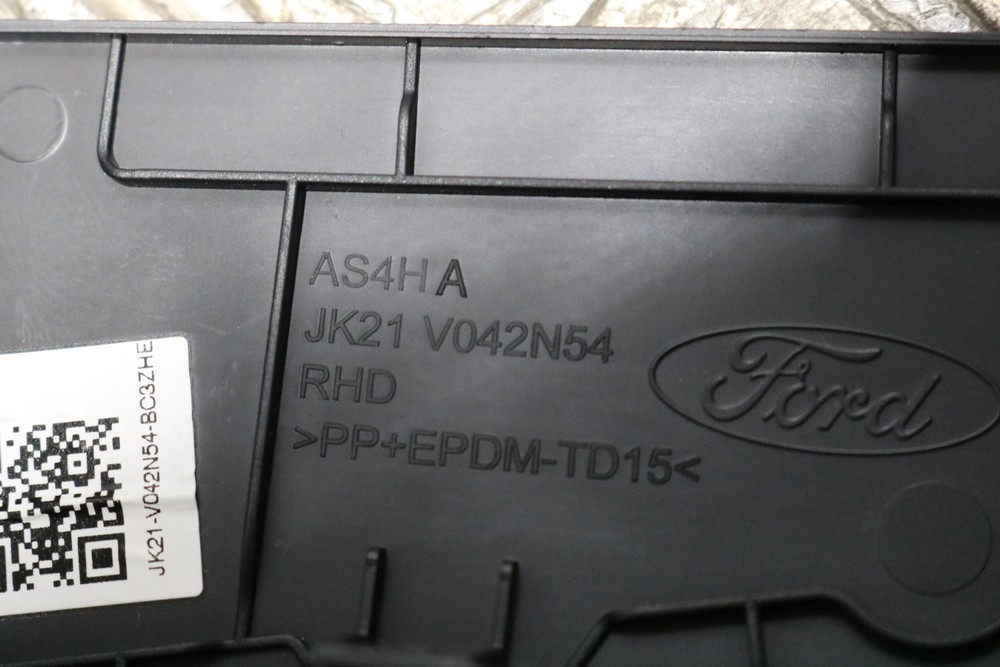 AS4H A
JK21 V042N54
RHD
>PP+EPDM-TD15<
Ford
JK21-V042N54-BC3ZHE